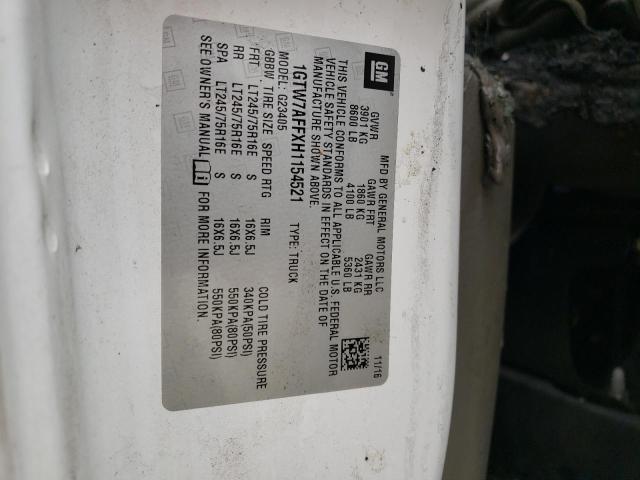 GM
MFD BY GENERAL MOTORS LLC 11/16
GVWR GAWR FRT GAWR RR
3901 KG 1860 KG 2431 KG
8600 LB 4100 LB 5360 LB
THIS VEHICLE CONFORMS TO ALL APPLICABLE U.S. FEDERAL MOTOR
VEHICLE SAFETY STANDARDS IN EFFECT ON THE DATE OF
MANUFACTURE SHOWN ABOVE.
1GTW7AFFXH1154521 TYPE: TRUCK
MODEL: G23405
GBBW TIRE SIZE SPEED RTG RIM COLD TIRE PRESSURE
FRT LT245/75R16E S 16X6.5J 340KPA(50PSI)
RR LT245/75R16E S 16X6.5J 550KPA(80PSI)
SPA LT245/75R16E S 16X6.5J 550KPA(80PSI)
SEE OWNER'S MANUAL FOR MORE INFORMATION.